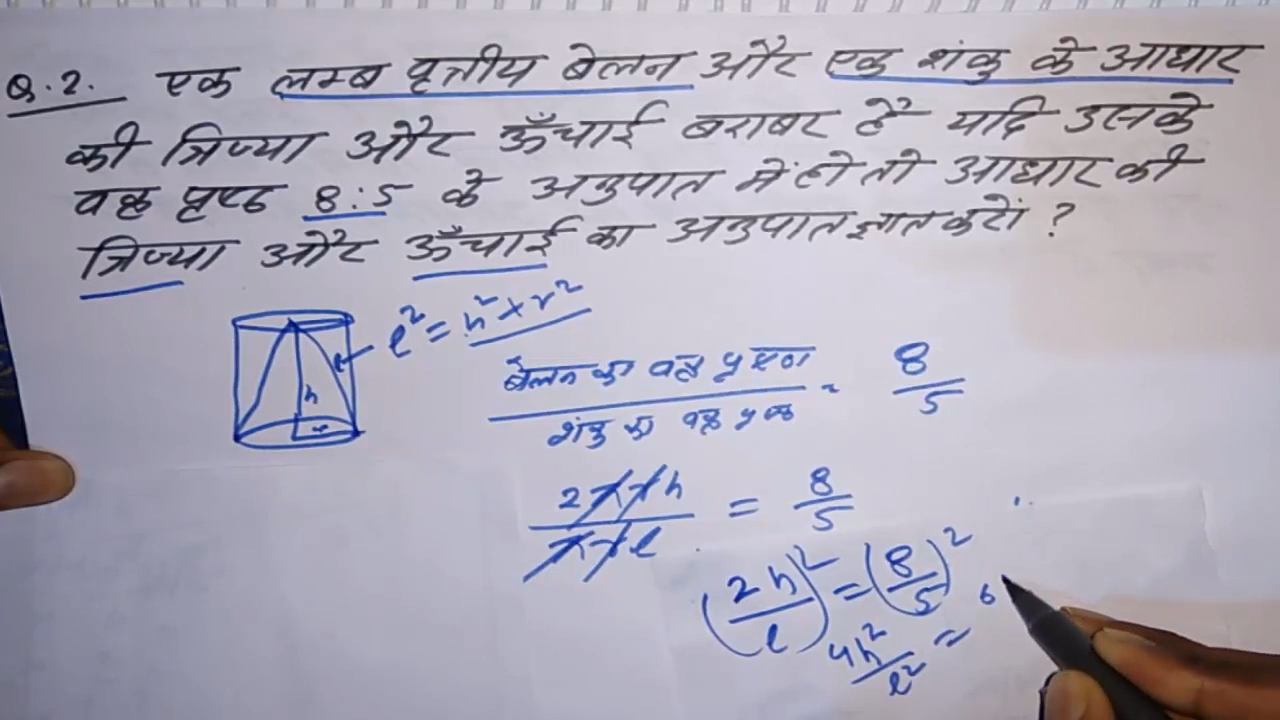 Q.2. एक लम्ब वृत्तीय बेलन और एक शंकु के आधार
की त्रिज्या और ऊँचाई बराबर है यदि उसके
वक्र पृष्ठ 8:5 के अनुपात में हो तो आधार की
त्रिज्या और ऊँचाई का अनुपात ज्ञात करो ?
l² = h² × r²
h
r
बेलन का वक्र पृष्ठ / शंकु का वक्र पृष्ठ = 8/5
2πrh / πrl = 8/5
(2h/l)² = (8/5)²
4h²/l² = 6